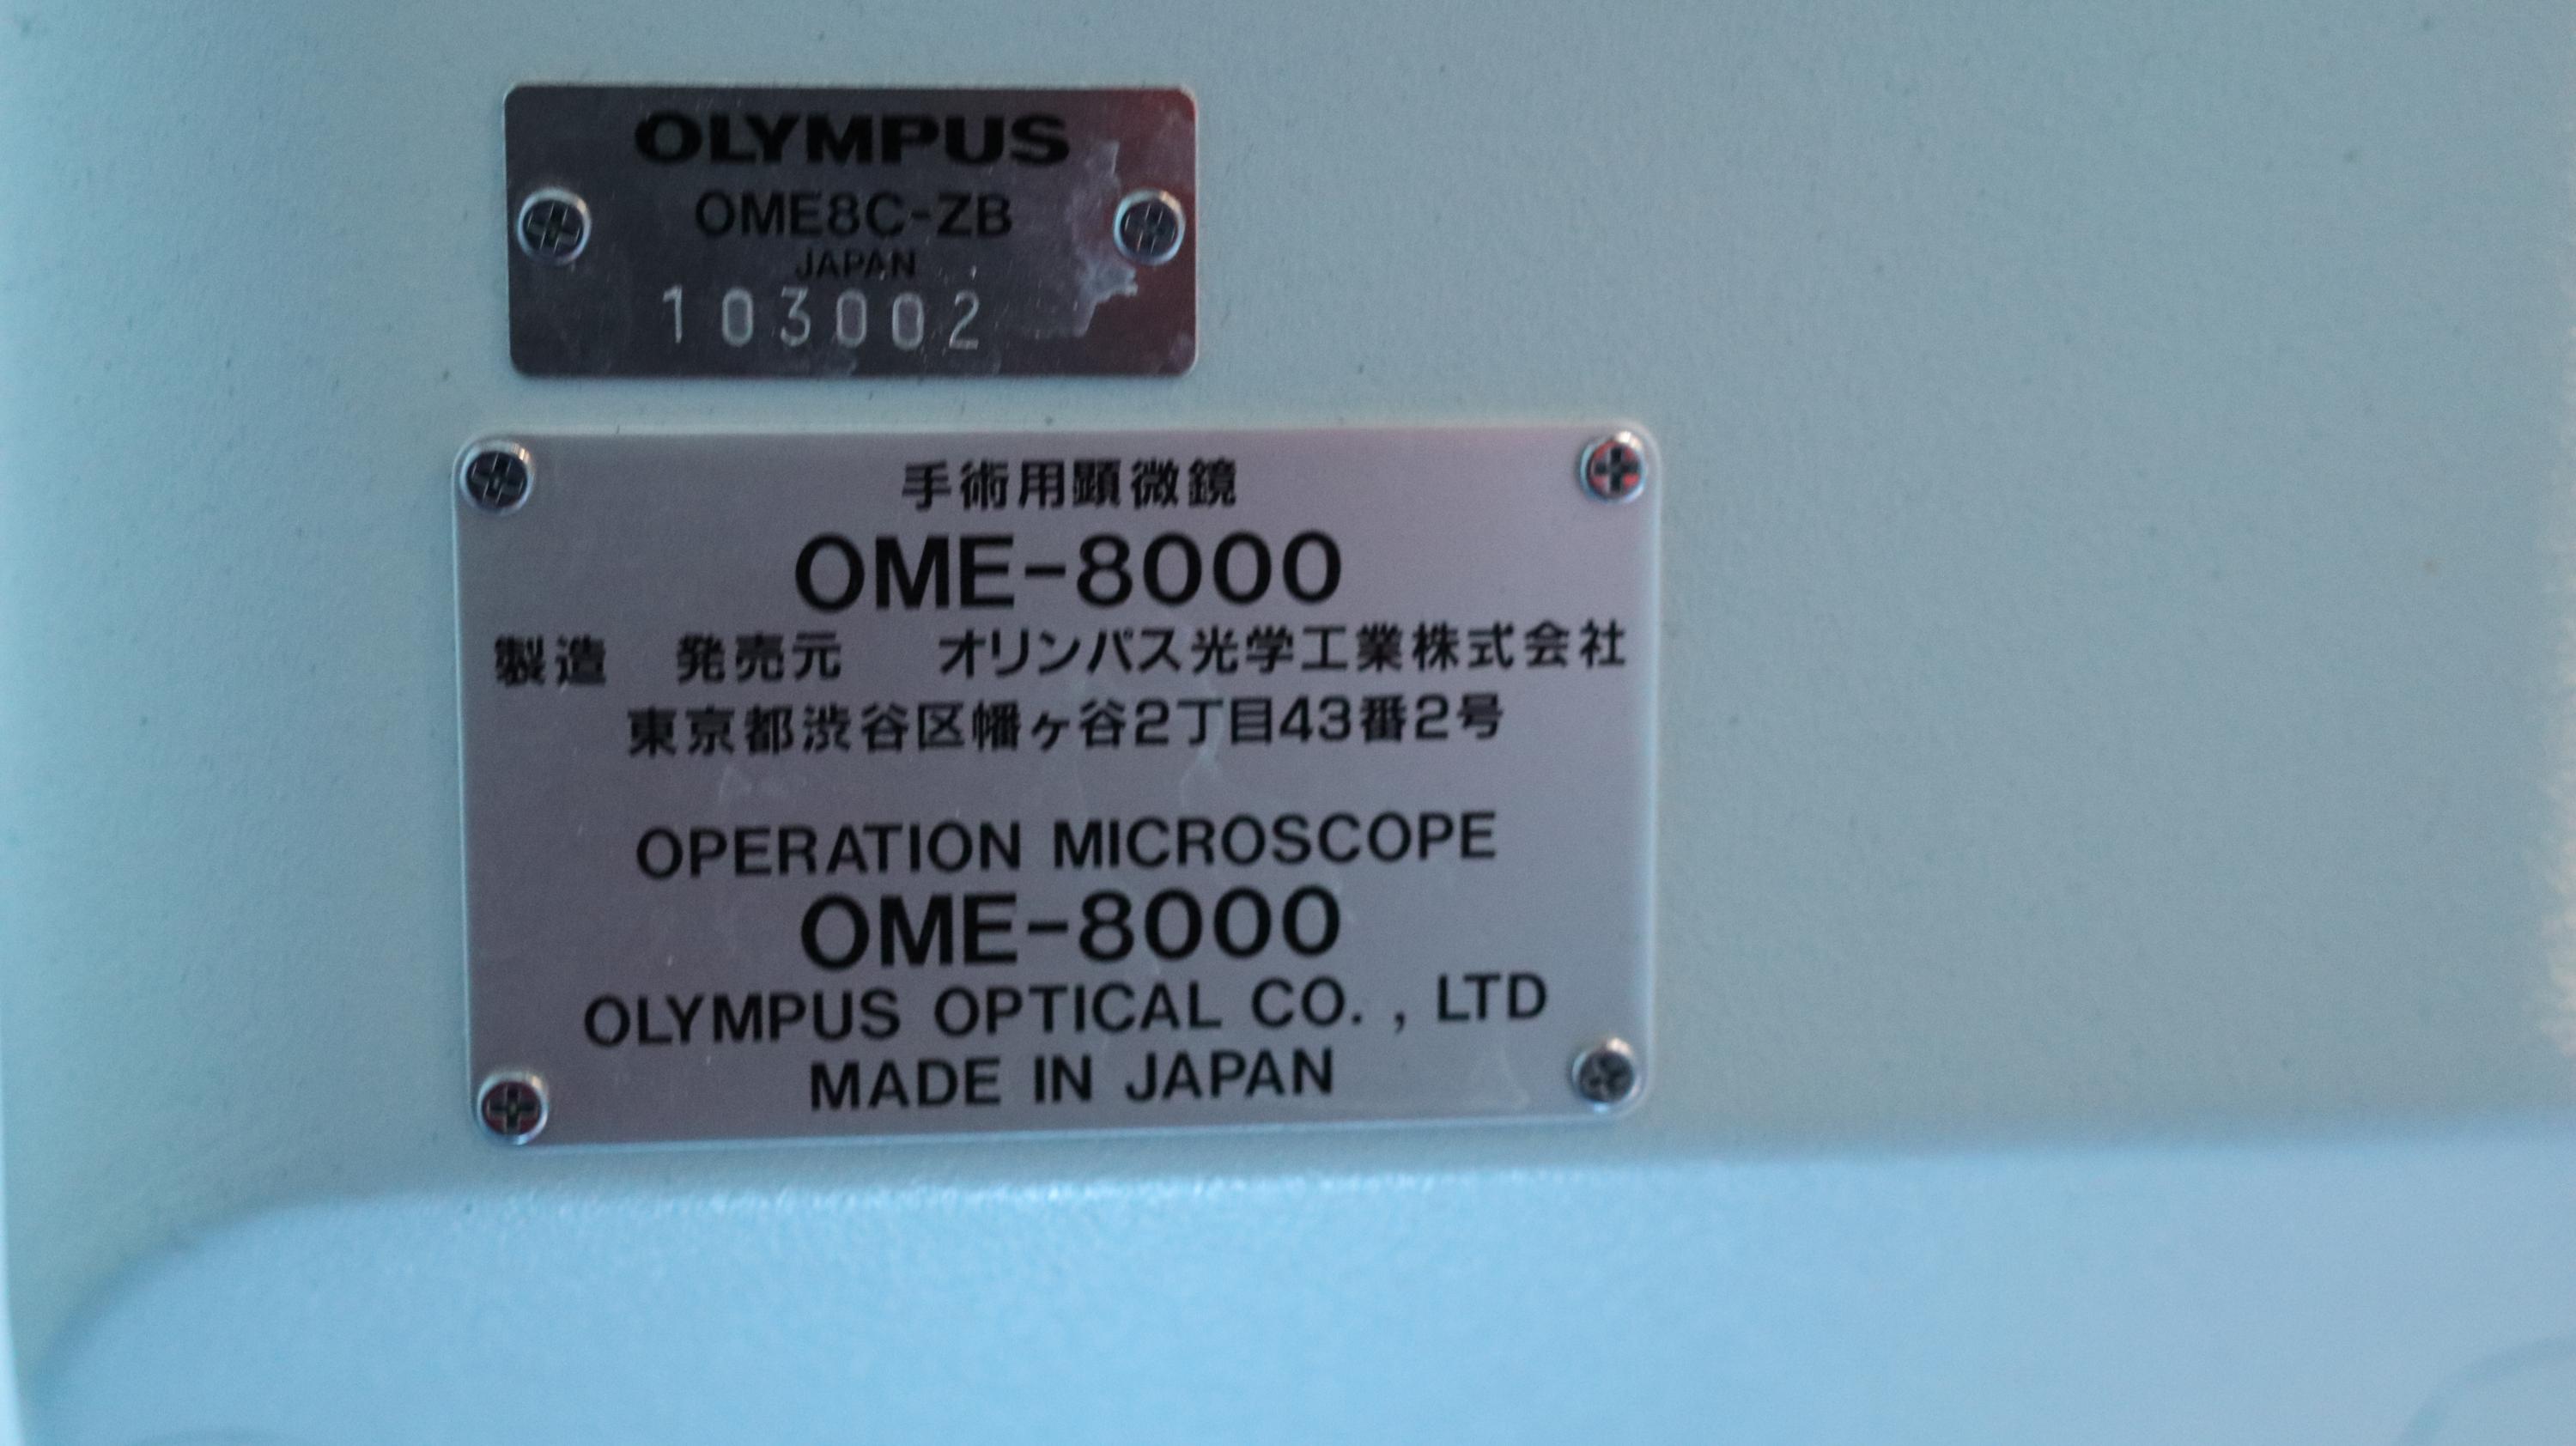 OLYMPUS
OME8C-ZB
JAPAN
103002
手術用顕微鏡
OME-8000
製造 発売元 オリンパス光学工業株式会社
東京都渋谷区幡ヶ谷2丁目43番2号
OPERATION MICROSCOPE
OME-8000
OLYMPUS OPTICAL CO. , LTD
MADE IN JAPAN